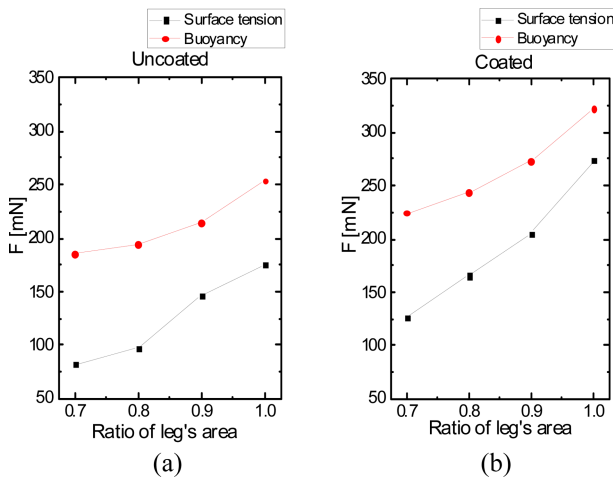 Surface tension
Buoyancy
Uncoated
350
300
250
200
150
100
50
F [mN]
0.7 0.8 0.9 1.0
Ratio of leg's area
(a)
Surface tension
Buoyancy
Coated
350
300
250
200
150
100
50
F [mN]
0.7 0.8 0.9 1.0
Ratio of leg's area
(b)